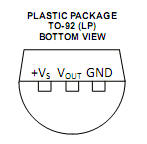 PLASTIC PACKAGE
TO-92 (LP)
BOTTOM VIEW
+VS VOUT GND